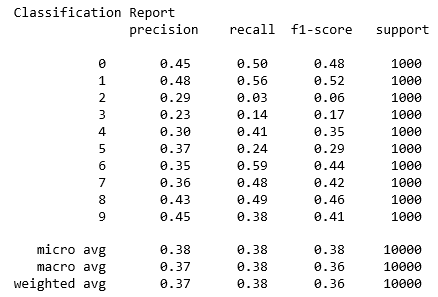 Classification Report
precision recall f1-score support
0 0.45 0.50 0.48 1000
1 0.48 0.56 0.52 1000
2 0.29 0.03 0.06 1000
3 0.23 0.14 0.17 1000
4 0.30 0.41 0.35 1000
5 0.37 0.24 0.29 1000
6 0.35 0.59 0.44 1000
7 0.36 0.48 0.42 1000
8 0.43 0.49 0.46 1000
9 0.45 0.38 0.41 1000
micro avg 0.38 0.38 0.38 10000
macro avg 0.37 0.38 0.36 10000
weighted avg 0.37 0.38 0.36 10000